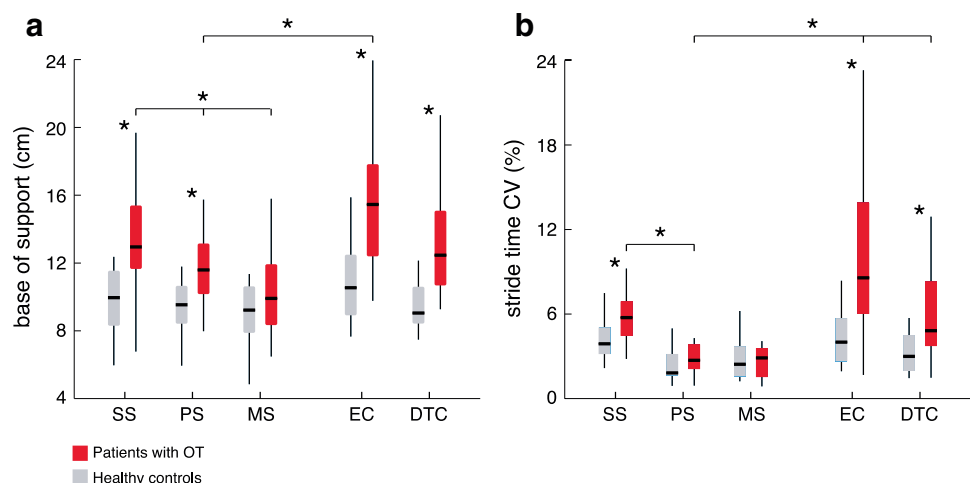 a
b
*
*
24
20
16
12
8
4
base of support (cm)
*
*
*
*
*
SS
PS
MS
EC
DTC
24
18
12
6
0
stride time CV (%)
*
*
*
*
SS
PS
MS
EC
DTC
Patients with OT
Healthy controls